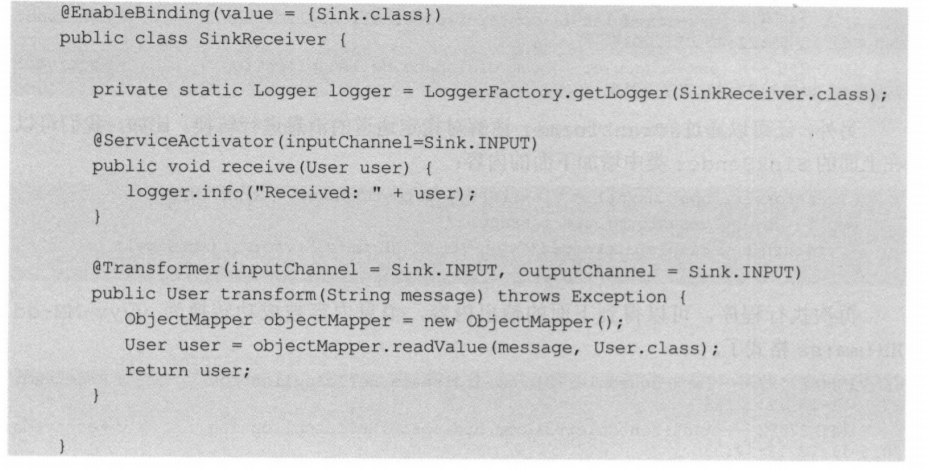 @EnableBinding(value = {Sink.class})
public class SinkReceiver {
private static Logger logger = LoggerFactory.getLogger(SinkReceiver.class);
@ServiceActivator(inputChannel=Sink.INPUT)
public void receive(User user) {
logger.info("Received: " + user);
}
@Transformer(inputChannel = Sink.INPUT, outputChannel = Sink.INPUT)
public User transform(String message) throws Exception {
ObjectMapper objectMapper = new ObjectMapper();
User user = objectMapper.readValue(message, User.class);
return user;
}
}